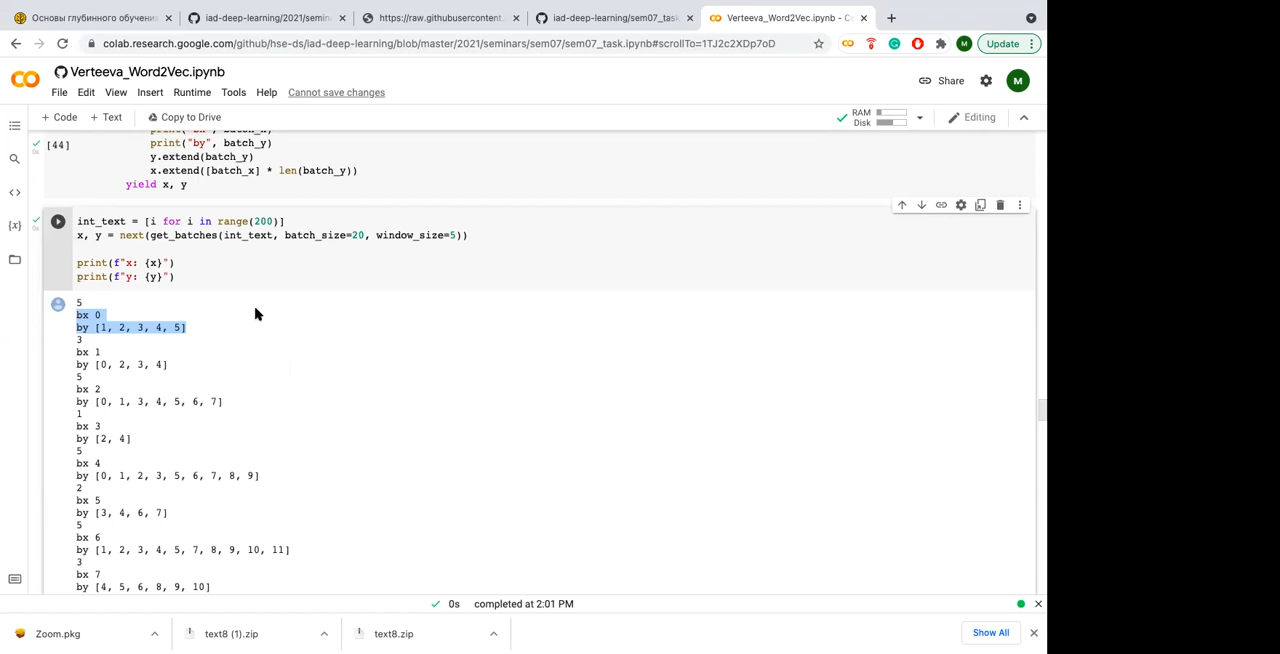 Основы глубинного обучения
iad-deep-learning/2021/semin
https://raw.githubusercontent.
iad-deep-learning/sem07_task.
Verteeva_Word2Vec.ipynb - Co
colab.research.google.com/github/hse-ds/iad-deep-learning/blob/master/2021/seminars/sem07/sem07_task.ipynb#scrollTo=1TJ2c2XDp7oD
M
Update
Verteeva_Word2Vec.ipynb
Share
M
File Edit View Insert Runtime Tools Help Cannot save changes
+ Code + Text Copy to Drive
RAM
Disk
Editing
print("bx", batch_x)
[44]
0s
print("by", batch_y)
y.extend(batch_y)
x.extend([batch_x] * len(batch_y))
yield x, y
0s
int_text = [i for i in range(200)]
x, y = next(get_batches(int_text, batch_size=20, window_size=5))
print(f"x: {x}")
print(f"y: {y}")
5
bx 0
by [1, 2, 3, 4, 5]
3
bx 1
by [0, 2, 3, 4]
5
bx 2
by [0, 1, 3, 4, 5, 6, 7]
1
bx 3
by [2, 4]
5
bx 4
by [0, 1, 2, 3, 5, 6, 7, 8, 9]
2
bx 5
by [3, 4, 6, 7]
5
bx 6
by [1, 2, 3, 4, 5, 7, 8, 9, 10, 11]
3
bx 7
by [4, 5, 6, 8, 9, 10]
0s completed at 2:01 PM
Zoom.pkg
text8 (1).zip
text8.zip
Show All